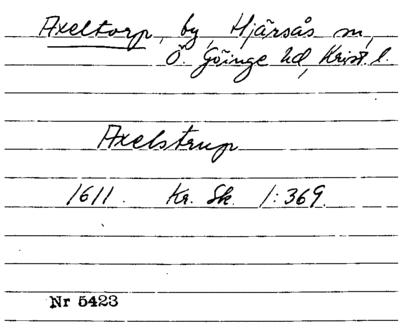 Axeltorp, by, Hjärsås sn,
Ö. Göinge hd, Krist. l.
Axelstrup
1611. Kr. Sk. 1:369.
Nr 5423